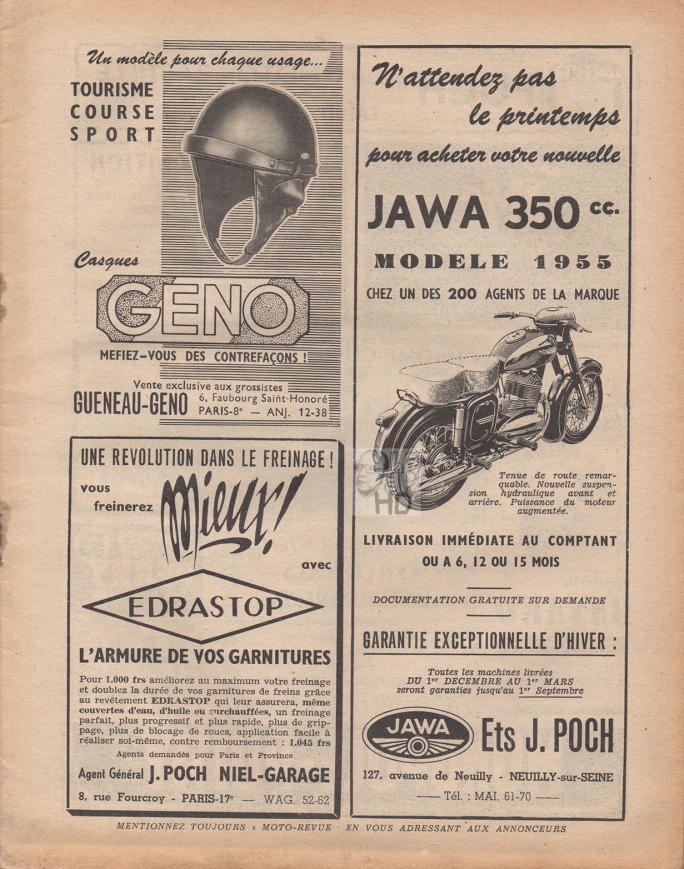 Un modèle pour chaque usage...
TOURISME
COURSE
SPORT
Casques
GENO
MEFIEZ-VOUS DES CONTREFAÇONS !
Vente exclusive aux grossistes
GUENEAU-GENO 6, Faubourg Saint-Honoré
PARIS-8e — ANJ. 12-38
UNE REVOLUTION DANS LE FREINAGE !
vous
freinerez
Mieux !
avec
EDRASTOP
L'ARMURE DE VOS GARNITURES
Pour 1.000 frs améliorez au maximum votre freinage
et doublez la durée de vos garnitures de freins grâce
au revêtement EDRASTOP qui leur assurera, même
couvertes d'eau, d'huile ou surchauffées, un freinage
parfait, plus progressif et plus rapide, plus de grip-
page, plus de blocage de roues, application facile à
réaliser soi-même, contre remboursement : 1.045 frs
Agents demandés pour Paris et Province
Agent Général J. POCH NIEL-GARAGE
8, rue Fourcroy - PARIS-17e — WAG. 52-62
N'attendez pas
le printemps
pour acheter votre nouvelle
JAWA 350 cc.
MODELE 1955
CHEZ UN DES 200 AGENTS DE LA MARQUE
Tenue de route remar-
quable. Nouvelle suspen-
sion hydraulique avant et
arrière. Puissance du moteur
augmentée.
HD
LIVRAISON IMMÉDIATE AU COMPTANT
OU A 6, 12 OU 15 MOIS
DOCUMENTATION GRATUITE SUR DEMANDE
GARANTIE EXCEPTIONNELLE D'HIVER :
Toutes les machines livrées
DU 1er DECEMBRE AU 1er MARS
seront garanties jusqu'au 1er Septembre
JAWA
Ets J. POCH
127, avenue de Neuilly - NEUILLY-sur-SEINE
— Tél. : MAI. 61-70 —
MENTIONNEZ TOUJOURS « MOTO-REVUE EN VOUS ADRESSANT AUX ANNONCEURS